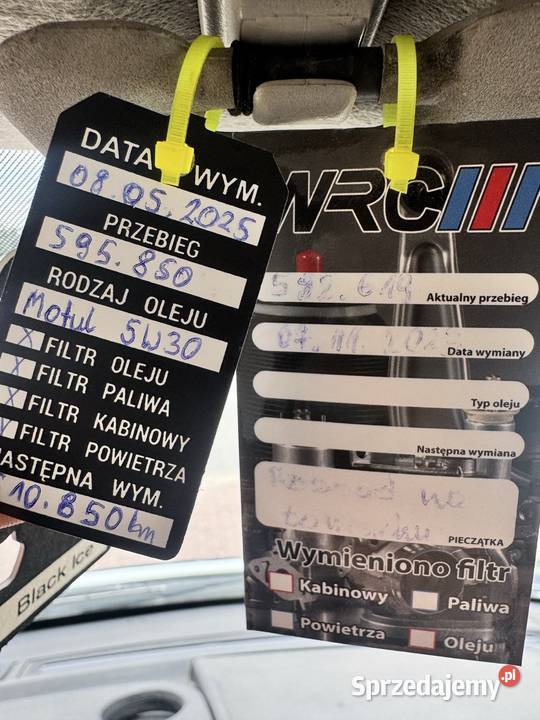 DATA WYM.
08.05.2025
PRZEBIEG
595.850
RODZAJ OLEJU
Motul 5W30
X FILTR OLEJU
X FILTR PALIWA
X FILTR KABINOWY
FILTR POWIETRZA
NASTĘPNA WYM.
10.850km
Black Ice
WRC
582.619
Aktualny przebieg
Data wymiany
Typ oleju
Następna wymiana
PIECZĄTKA
Wymieniono filtr
Kabinowy
Paliwa
Powietrza
Oleju
Sprzedajemy.pl